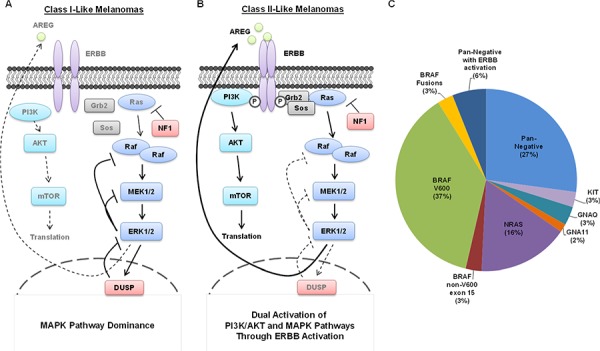 A
Class I-Like Melanomas
AREG
ERBB
PI3K
Grb2
Ras
Sos
NF1
AKT
Raf
Raf
mTOR
MEK1/2
Translation
ERK1/2
DUSP
MAPK Pathway Dominance
B
Class II-Like Melanomas
AREG
ERBB
PI3K
P
P
Grb2
Ras
Sos
NF1
AKT
Raf
Raf
mTOR
MEK1/2
Translation
ERK1/2
DUSP
Dual Activation of
PI3K/AKT and MAPK Pathways
Through ERBB Activation
C
Pan-Negative
with ERBB
activation
(6%)
BRAF
Fusions
(3%)
Pan-
Negative
(27%)
BRAF
V600
(37%)
KIT
(3%)
GNAQ
(3%)
GNA11
(2%)
NRAS
(16%)
BRAF
non-V600
exon 15
(3%)